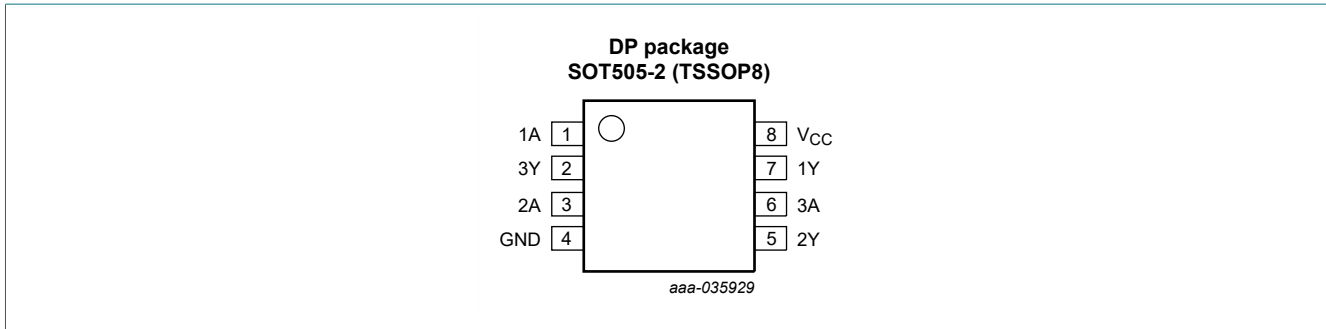 DP package
SOT505-2 (TSSOP8)
1A 1 8 VCC
3Y 2 7 1Y
2A 3 6 3A
GND 4 5 2Y
aaa-035929